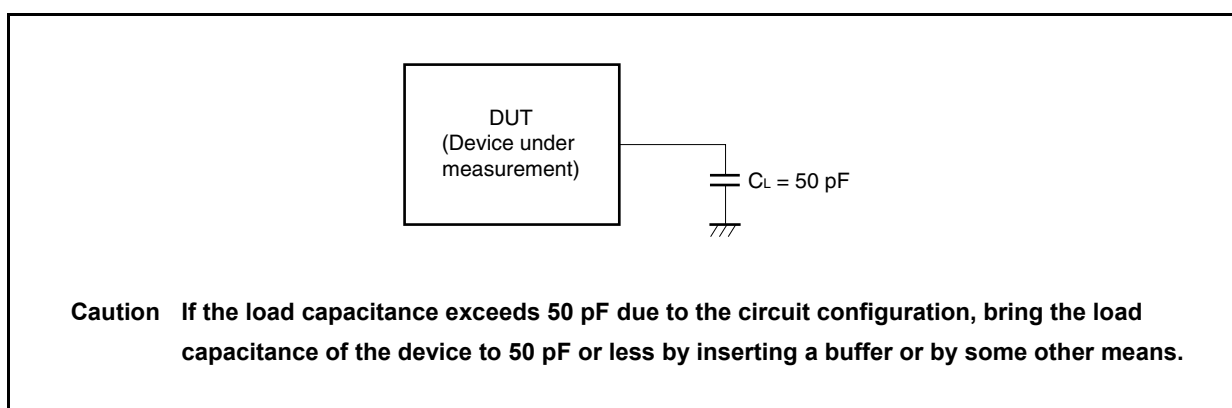 DUT
(Device under
measurement)
CL = 50 pF
Caution If the load capacitance exceeds 50 pF due to the circuit configuration, bring the load
capacitance of the device to 50 pF or less by inserting a buffer or by some other means.